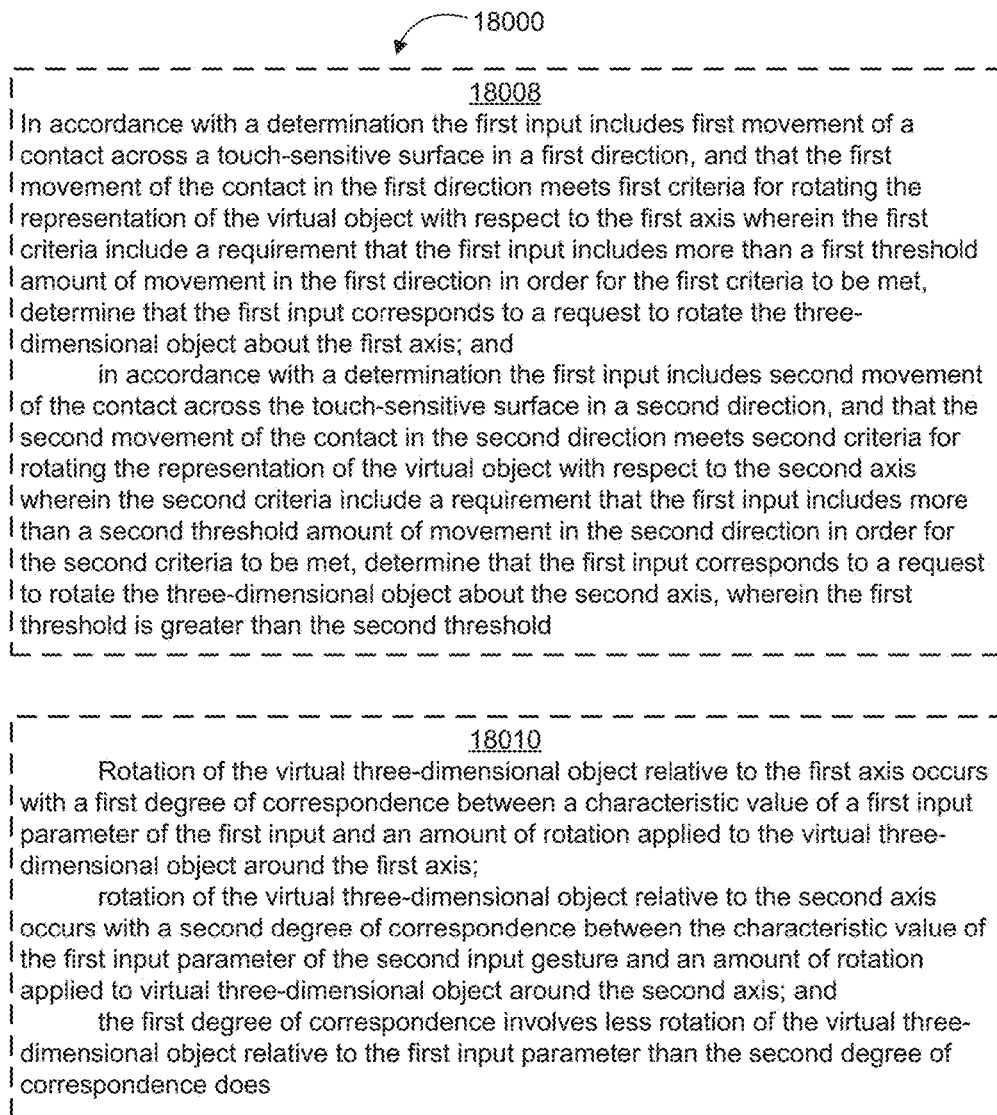 18000
18008
In accordance with a determination the first input includes first movement of a
contact across a touch-sensitive surface in a first direction, and that the first
movement of the contact in the first direction meets first criteria for rotating the
representation of the virtual object with respect to the first axis wherein the first
criteria include a requirement that the first input includes more than a first threshold
amount of movement in the first direction in order for the first criteria to be met,
determine that the first input corresponds to a request to rotate the three-
dimensional object about the first axis; and
in accordance with a determination the first input includes second movement
of the contact across the touch-sensitive surface in a second direction, and that the
second movement of the contact in the second direction meets second criteria for
rotating the representation of the virtual object with respect to the second axis
wherein the second criteria include a requirement that the first input includes more
than a second threshold amount of movement in the second direction in order for
the second criteria to be met, determine that the first input corresponds to a request
to rotate the three-dimensional object about the second axis, wherein the first
threshold is greater than the second threshold
18010
Rotation of the virtual three-dimensional object relative to the first axis occurs
with a first degree of correspondence between a characteristic value of a first input
parameter of the first input and an amount of rotation applied to the virtual three-
dimensional object around the first axis;
rotation of the virtual three-dimensional object relative to the second axis
occurs with a second degree of correspondence between the characteristic value of
the first input parameter of the second input gesture and an amount of rotation
applied to virtual three-dimensional object around the second axis; and
the first degree of correspondence involves less rotation of the virtual three-
dimensional object relative to the first input parameter than the second degree of
correspondence does